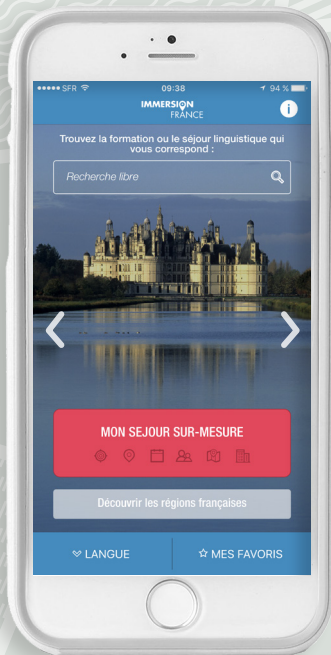 SFR 09:38 94 %
IMMERSION
FRANCE
i
Trouvez la formation ou le séjour linguistique qui
vous correspond :
Recherche libre
MON SEJOUR SUR-MESURE
Découvrir les régions françaises
LANGUE MES FAVORIS